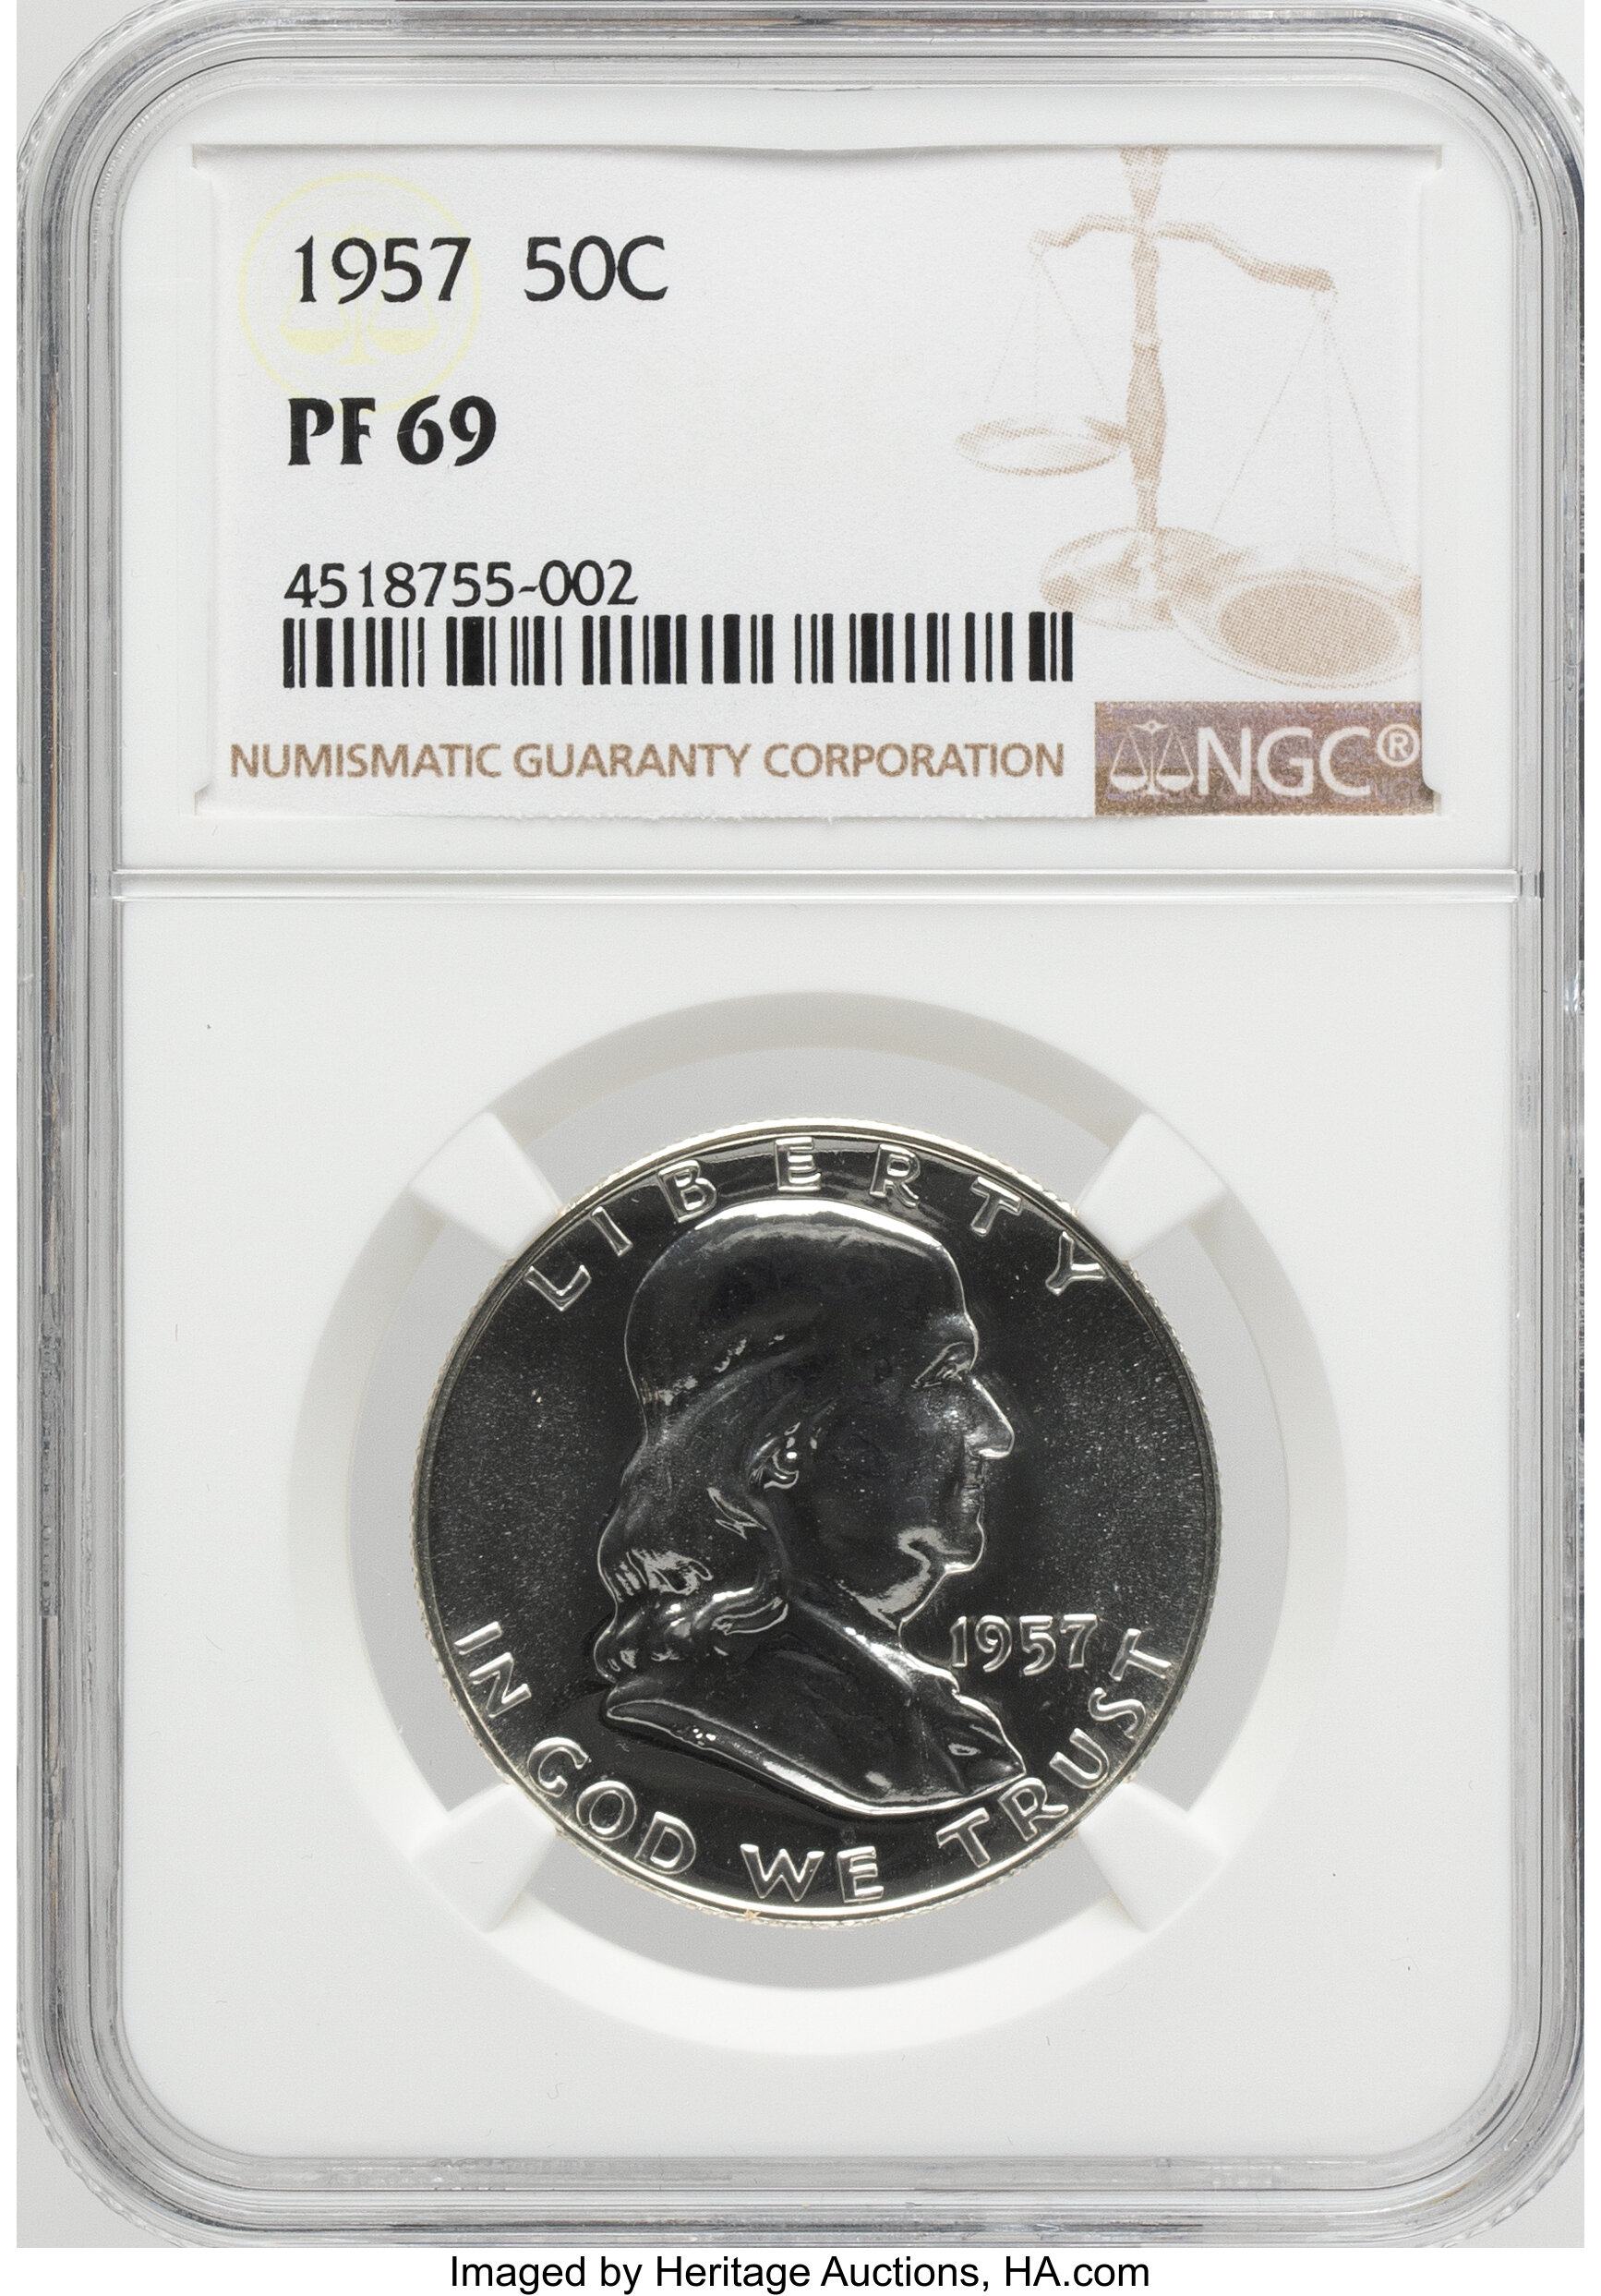 1957 50C
PF 69
4518755-002
NUMISMATIC GUARANTY CORPORATION
NGC®
LIBERTY
1957
IN GOD WE TRUST
Imaged by Heritage Auctions, HA.com